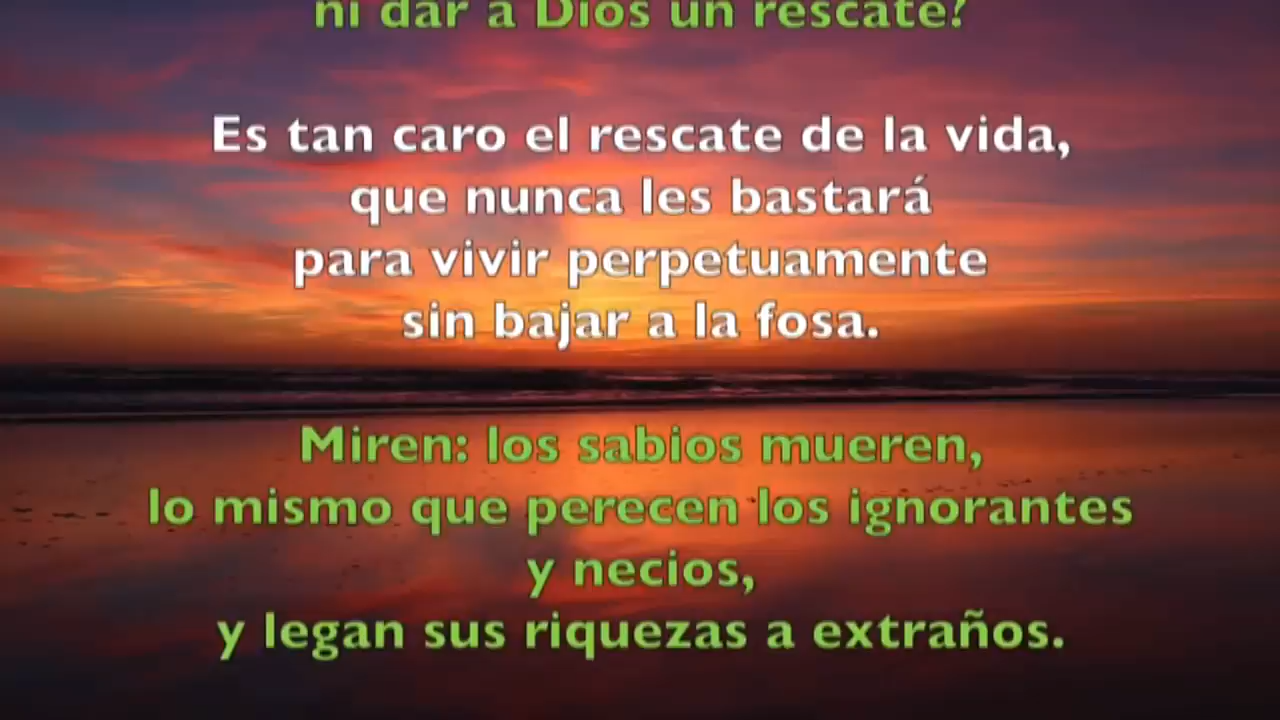 ni dar a Dios un rescate?
Es tan caro el rescate de la vida,
que nunca les bastará
para vivir perpetuamente
sin bajar a la fosa.
Miren: los sabios mueren,
lo mismo que perecen los ignorantes
y necios,
y legan sus riquezas a extraños.